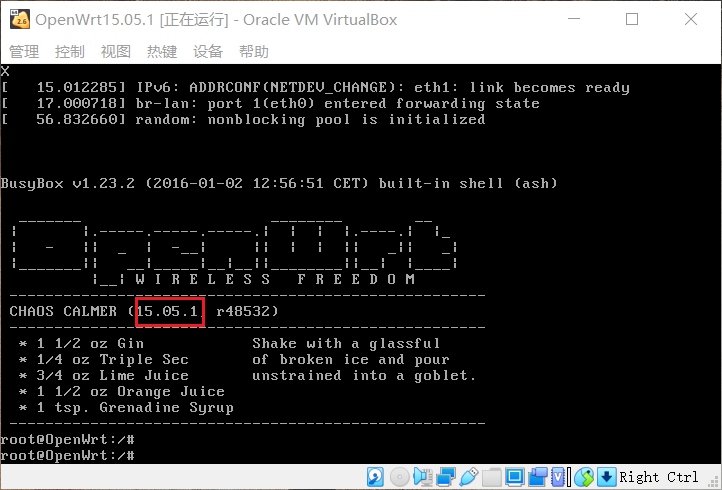 OpenWrt15.05.1 [正在运行] - Oracle VM VirtualBox
管理 控制 视图 热键 设备 帮助
X
[   15.012285] IPv6: ADDRCONF(NETDEV_CHANGE): eth1: link becomes ready
[   17.000718] br-lan: port 1(eth0) entered forwarding state
[   56.832660] random: nonblocking pool is initialized
BusyBox v1.23.2 (2016-01-02 12:56:51 CET) built-in shell (ash)
OpenWrt
W I R E L E S S   F R E E D O M
CHAOS CALMER (15.05.1, r48532)
* 1 1/2 oz Gin            Shake with a glassful
* 1/4 oz Triple Sec       of broken ice and pour
* 3/4 oz Lime Juice       unstrained into a goblet.
* 1 1/2 oz Orange Juice
* 1 tsp. Grenadine Syrup
root@OpenWrt:/#
root@OpenWrt:/#
Right Ctrl